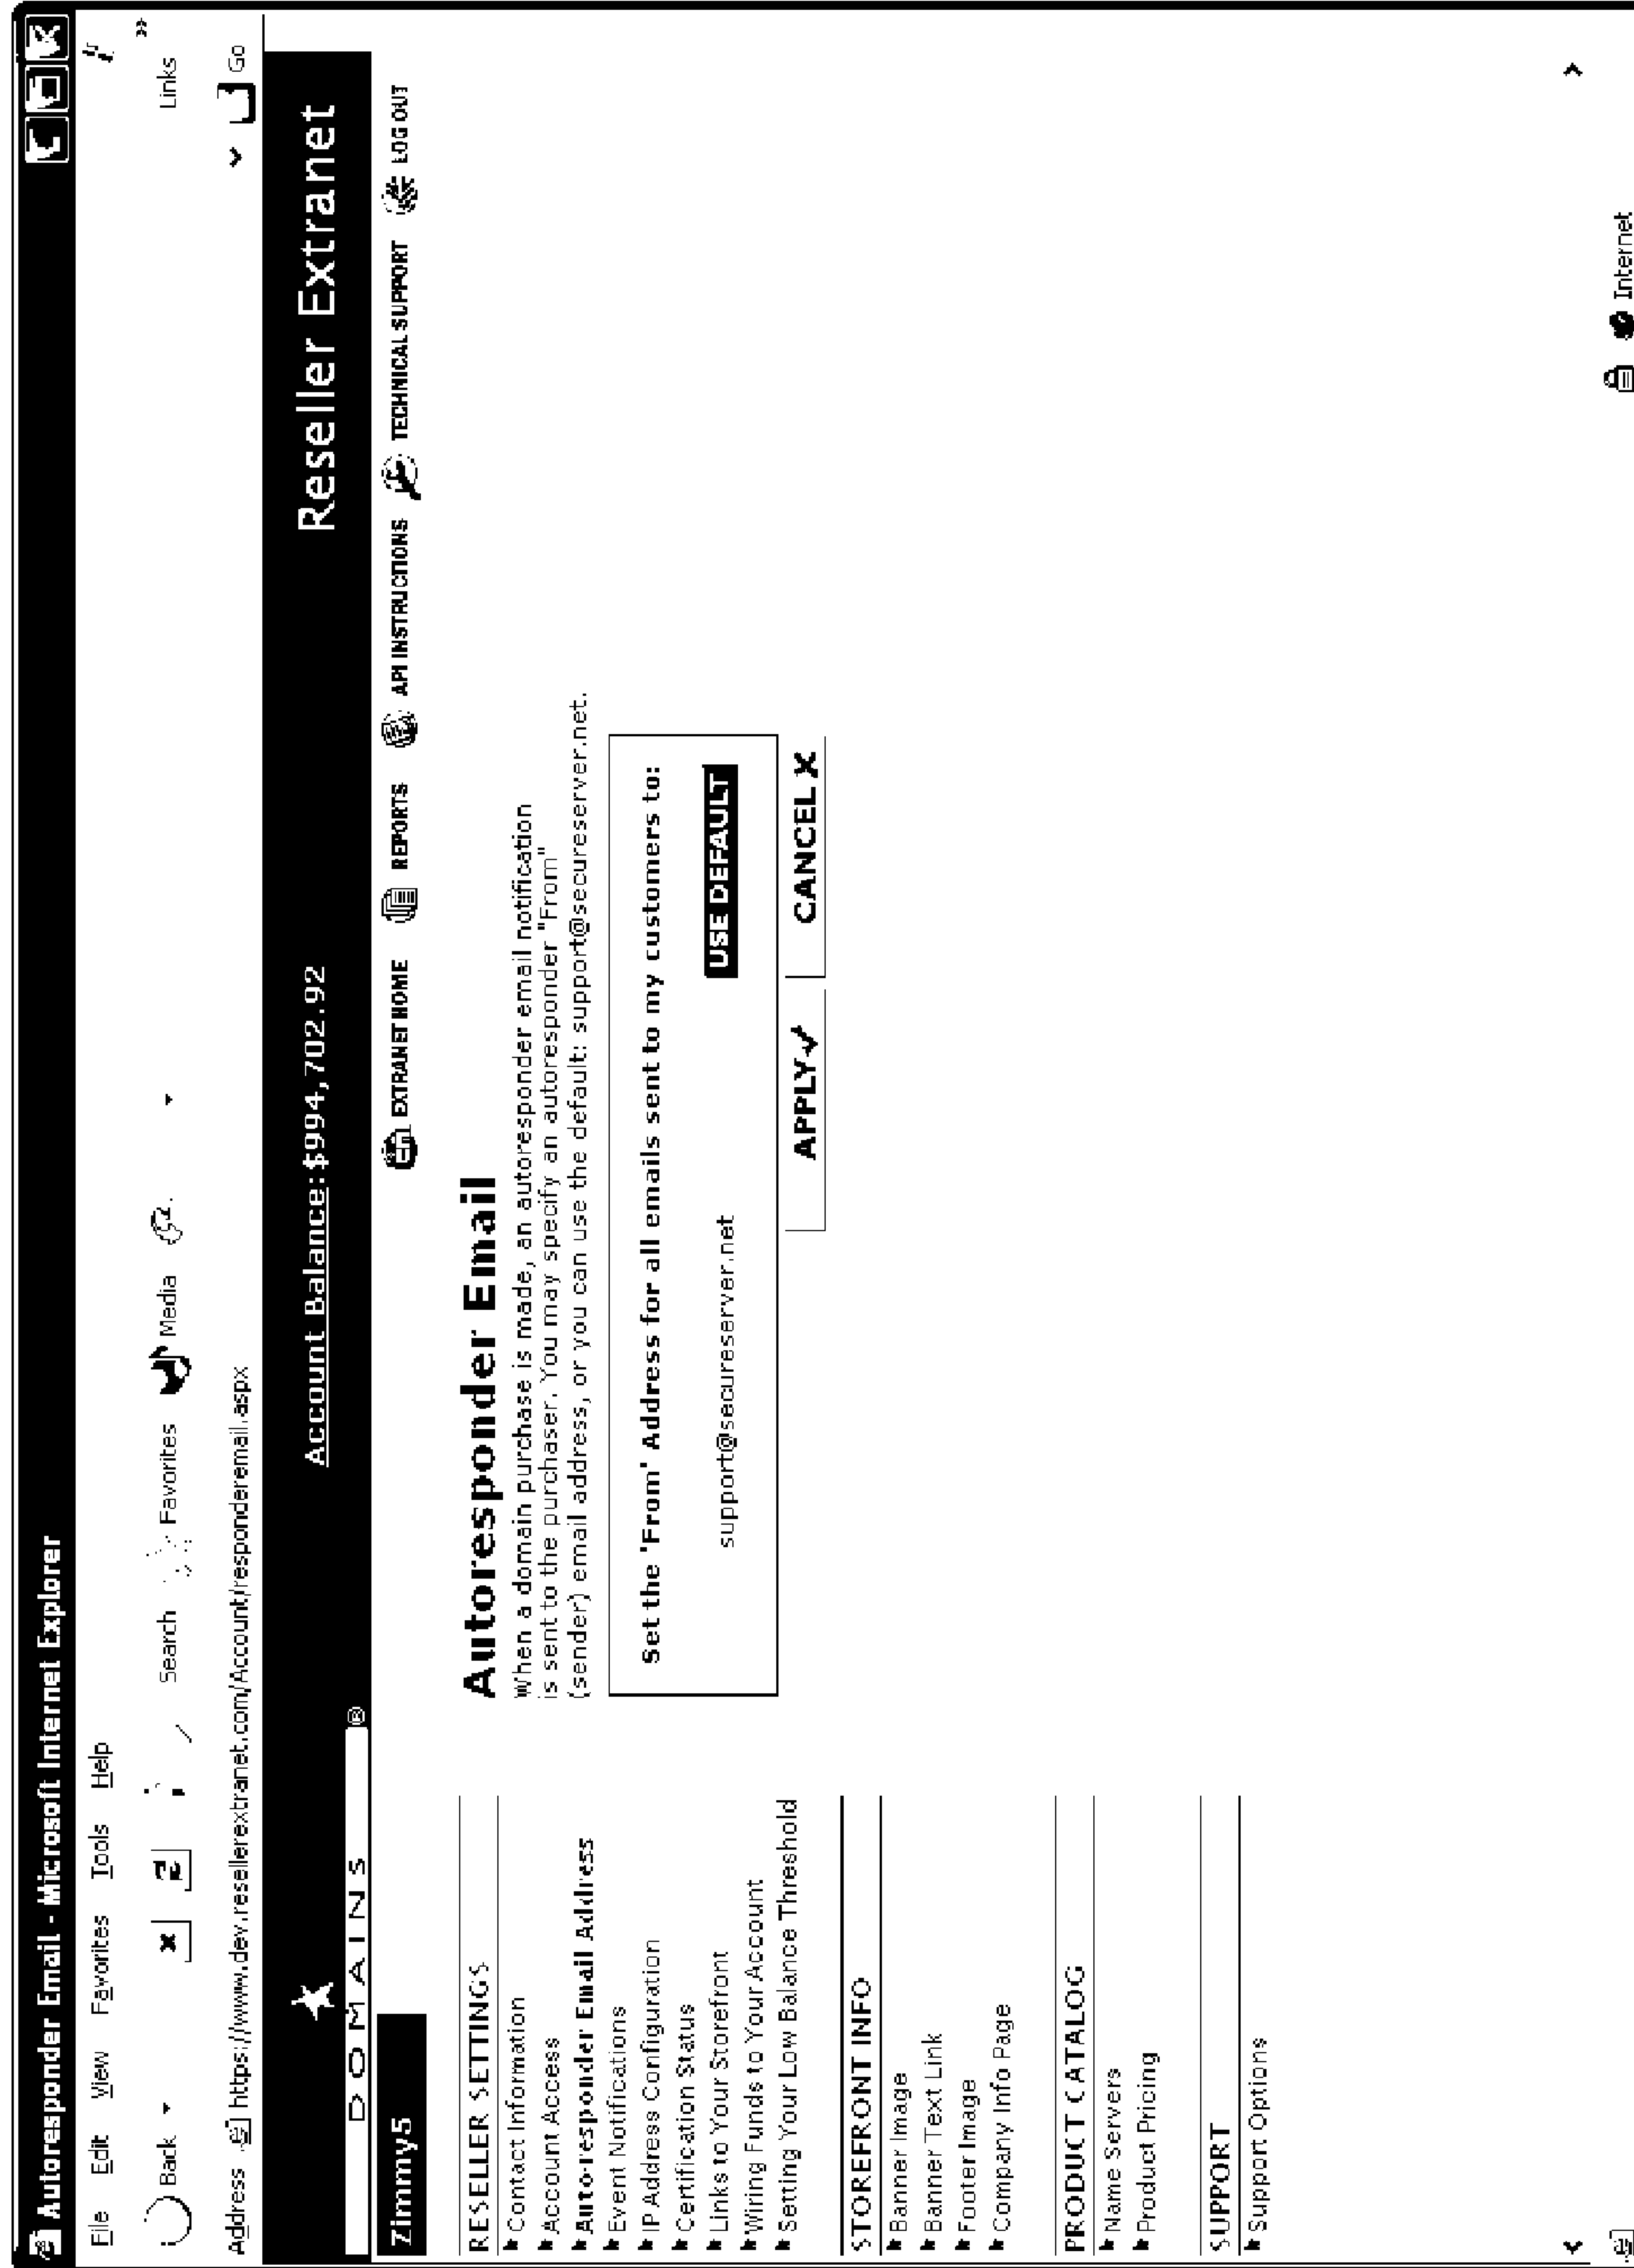 Autoresponder Email - Microsoft Internet Explorer
File Edit View Favorites Tools Help
Back Search Favorites Media Links »
Address https://www.dev.resellerextranet.com/Account/responderemail.aspx Go
DOMAINS®
Account Balance: $994,702.92
Reseller Extranet
Zimmy5
EXTRANET HOME REPORTS API INSTRUCTIONS TECHNICAL SUPPORT LOG OUT
RESELLER SETTINGS
Contact Information
Account Access
Auto-responder Email Address
Event Notifications
IP Address Configuration
Certification Status
Links to Your Storefront
Wiring Funds to Your Account
Setting Your Low Balance Threshold
STOREFRONT INFO
Banner Image
Banner Text Link
Footer Image
Company Info Page
PRODUCT CATALOG
Name Servers
Product Pricing
SUPPORT
Support Options
Autoresponder Email
When a domain purchase is made, an autoresponder email notification
is sent to the purchaser. You may specify an autoresponder "From"
(sender) email address, or you can use the default: support@secureserver.net.
Set the 'From' Address for all emails sent to my customers to:
support@secureserver.net USE DEFAULT
APPLY✓ CANCEL X
Internet